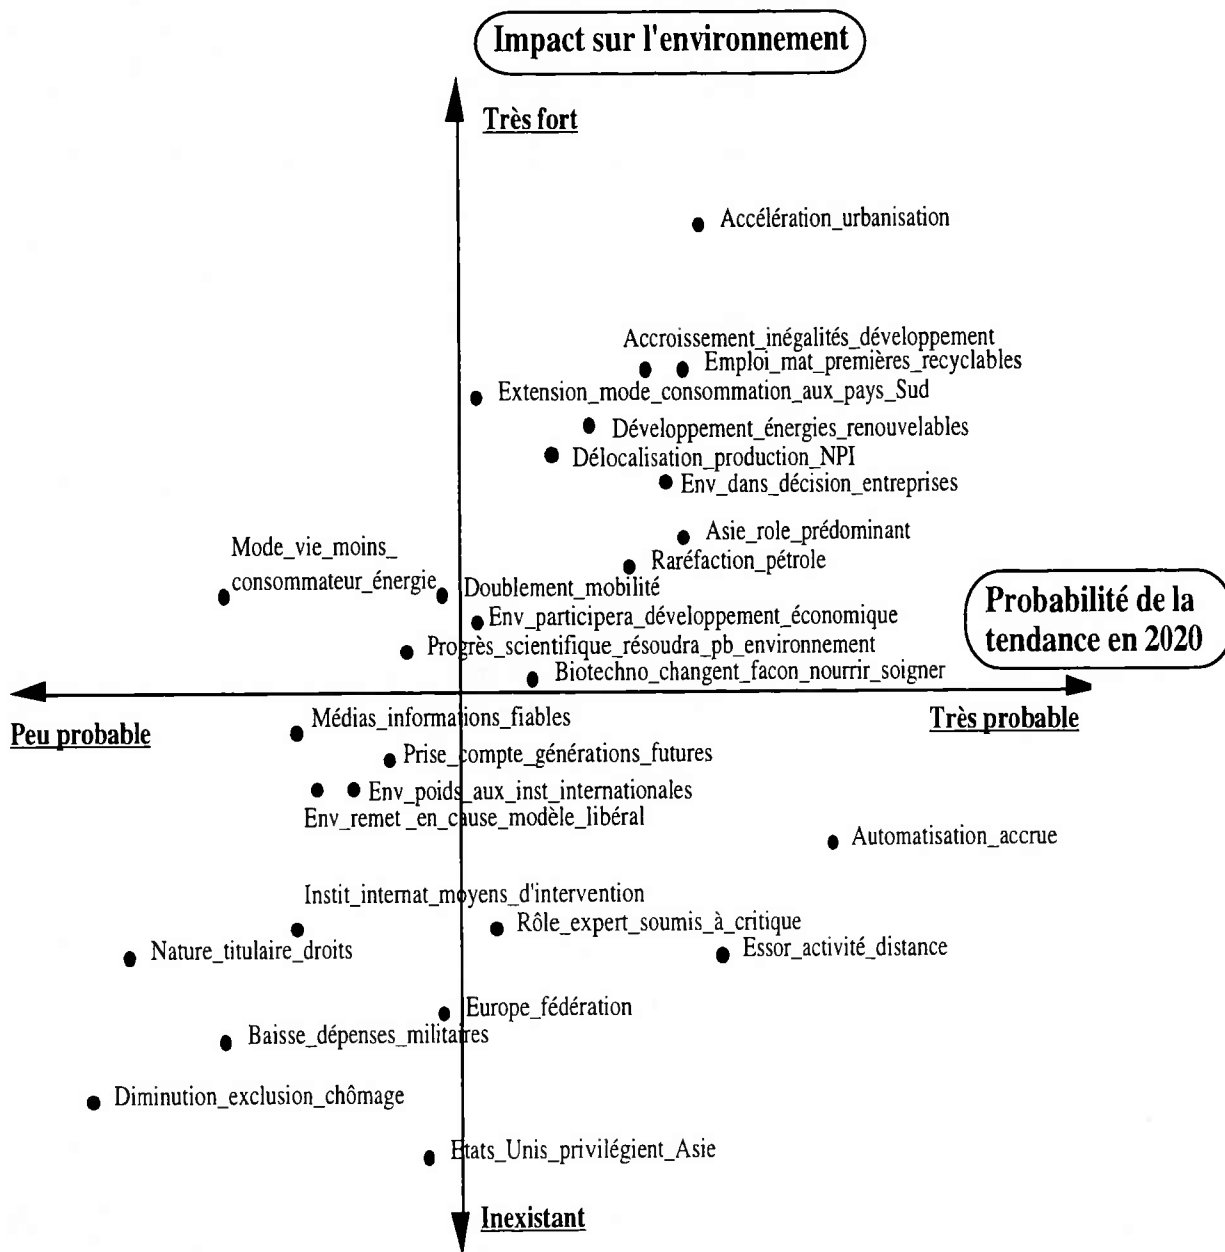 Impact sur l'environnement
Très fort
Accélération_urbanisation
Accroissement_inégalités_développement
Emploi_mat_premières_recyclables
Extension_mode_consommation_aux_pays_Sud
Développement_énergies_renouvelables
Délocalisation_production_NPI
Env_dans_décision_entreprises
Asie_role_prédominant
Raréfaction_pétrole
Mode_vie_moins_
consommateur_énergie
Doublement_mobilité
Env_participera_développement_économique
Progrès_scientifique_résoudra_pb_environnement
Biotechno_changent_facon_nourrir_soigner
Probabilité de la
tendance en 2020
Peu probable
Très probable
Médias_informations_fiables
Prise_compte_générations_futures
Env_poids_aux_inst_internationales
Env_remet_en_cause_modèle_libéral
Automatisation_accrue
Instit_internat_moyens_d'intervention
Rôle_expert_soumis_à_critique
Nature_titulaire_droits
Essor_activité_distance
Europe_fédération
Baisse_dépenses_militaires
Diminution_exclusion_chômage
Etats_Unis_privilégient_Asie
Inexistant